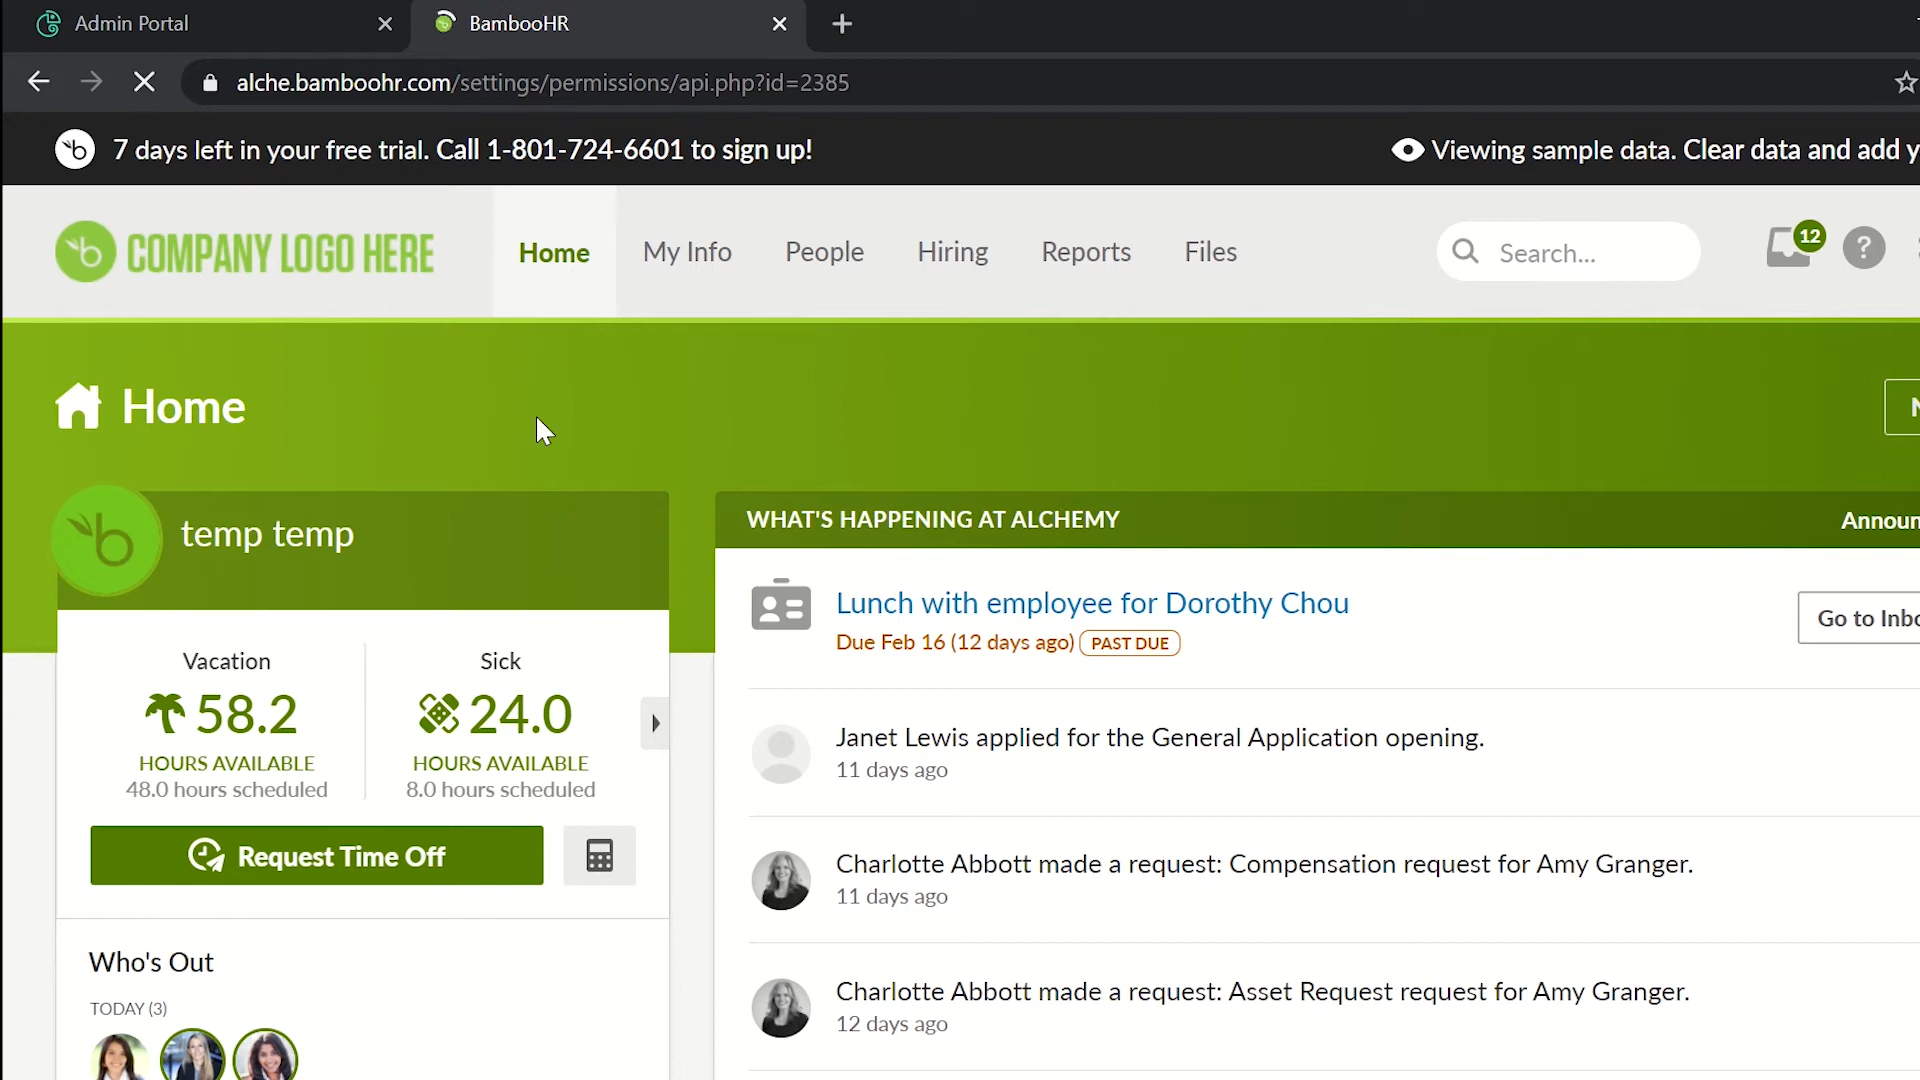 Admin Portal
BambooHR
alche.bamboohr.com/settings/permissions/api.php?id=2385
7 days left in your free trial. Call 1-801-724-6601 to sign up!
Viewing sample data. Clear data and add
COMPANY LOGO HERE
Home
My Info
People
Hiring
Reports
Files
Search...
12
?
Home
temp temp
Vacation
58.2
HOURS AVAILABLE
48.0 hours scheduled
Sick
24.0
HOURS AVAILABLE
8.0 hours scheduled
Request Time Off
Who's Out
TODAY (3)
WHAT'S HAPPENING AT ALCHEMY
Announ
Lunch with employee for Dorothy Chou
Due Feb 16 (12 days ago) PAST DUE
Go to Inbo
Janet Lewis applied for the General Application opening.
11 days ago
Charlotte Abbott made a request: Compensation request for Amy Granger.
11 days ago
Charlotte Abbott made a request: Asset Request request for Amy Granger.
12 days ago